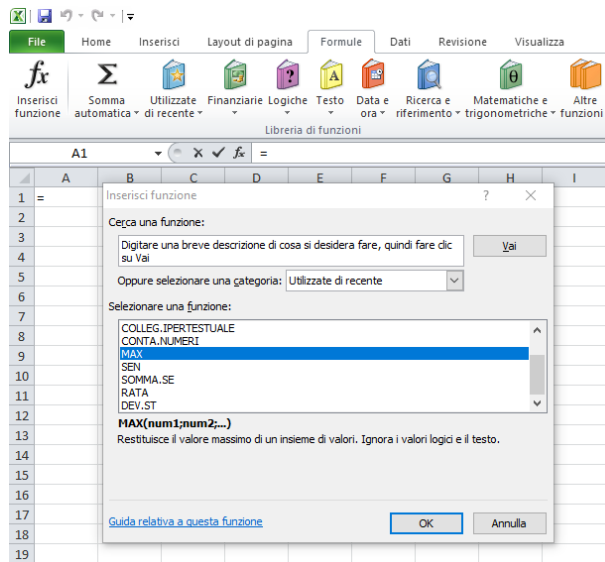 File Home Inserisci Layout di pagina Formule Dati Revisione Visualizza
fx Σ ? A θ
Inserisci funzione
Somma automatica
Utilizzate di recente
Finanziarie
Logiche
Testo
Data e ora
Ricerca e riferimento
Matematiche e trigonometriche
Altre funzioni
Libreria di funzioni
A1 fx =
A B C D E F G H I
1 =
2
3
4
5
6
7
8
9
10
11
12
13
14
15
16
17
18
19
Inserisci funzione ?
Cerca una funzione:
Digitare una breve descrizione di cosa si desidera fare, quindi fare clic
su Vai
Vai
Oppure selezionare una categoria: Utilizzate di recente
Selezionare una funzione:
COLLEG.IPERTESTUALE
CONTA.NUMERI
MAX
SEN
SOMMA.SE
RATA
DEV.ST
MAX(num1;num2;...)
Restituisce il valore massimo di un insieme di valori. Ignora i valori logici e il testo.
Guida relativa a questa funzione
OK Annulla